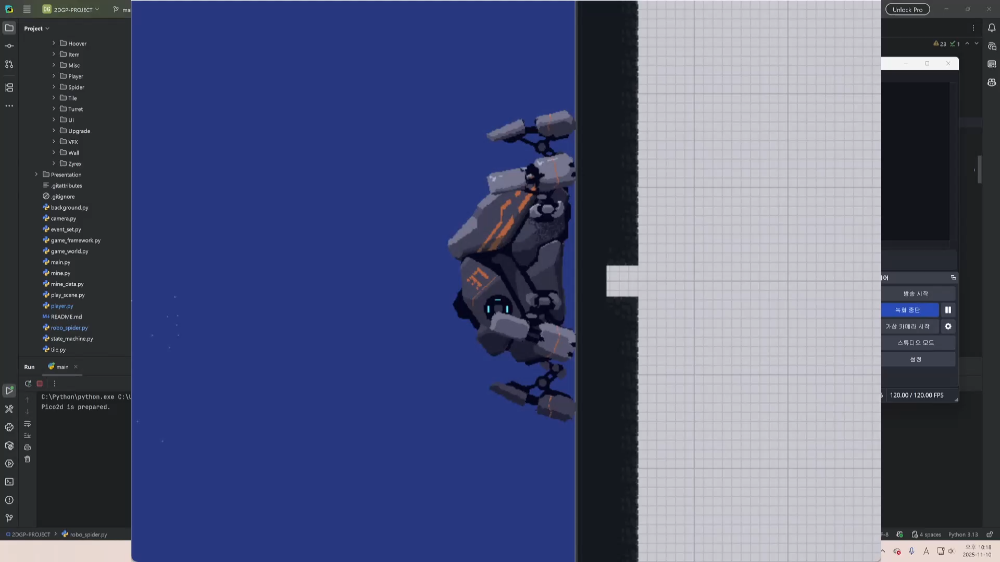 DG 2DGP-PROJECT
mai
Unlock Pro
Project
23 1
Hoover
Item
Misc
Player
Spider
Tile
Turret
UI
Upgrade
VFX
Wall
Zyrex
Presentation
.gitattributes
.gitignore
background.py
camera.py
event_set.py
game_framework.py
game_world.py
main.py
mine.py
mine_data.py
play_scene.py
player.py
README.md
robo_spider.py
state_machine.py
tile.py
어
방송 시작
녹화 중단
가상 카메라 시작
스튜디오 모드
설정
120.00 / 120.00 FPS
Run main
C:\Python\python.exe C:\U
Pico2d is prepared.
2DGP-PROJECT > robo_spider.py
F-8 4 spaces Python 3.13
A 오후 10:18
2025-11-10